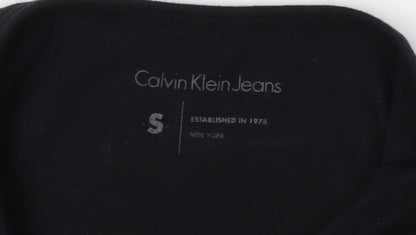 Calvin Klein Jeans
S
ESTABLISHED IN 1978
NEW YORK